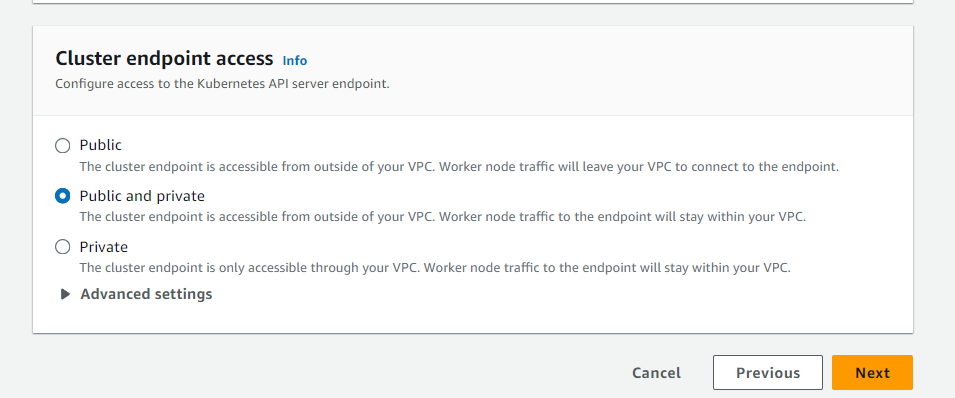 Cluster endpoint access Info
Configure access to the Kubernetes API server endpoint.
Public
The cluster endpoint is accessible from outside of your VPC. Worker node traffic will leave your VPC to connect to the endpoint.
Public and private
The cluster endpoint is accessible from outside of your VPC. Worker node traffic to the endpoint will stay within your VPC.
Private
The cluster endpoint is only accessible through your VPC. Worker node traffic to the endpoint will stay within your VPC.
Advanced settings
Cancel Previous Next